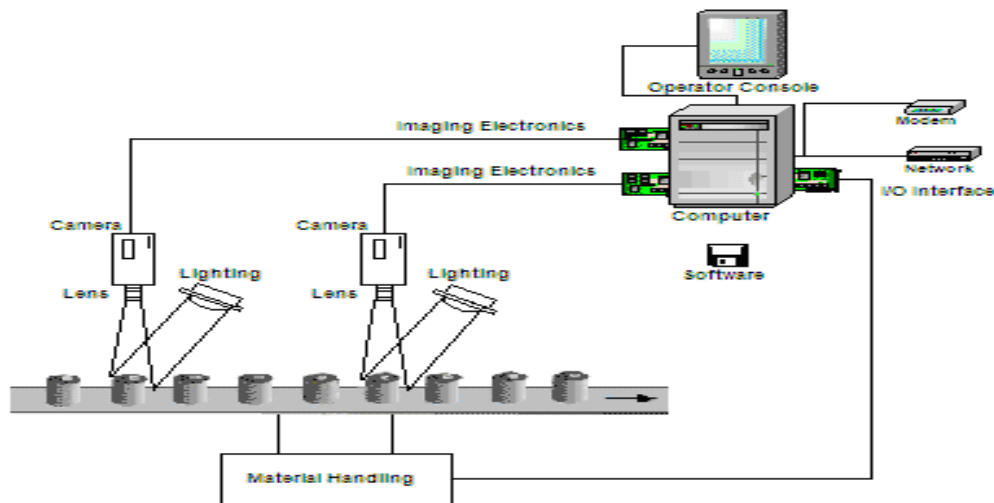 Operator Console
Modem
Imaging Electronics
Network
Imaging Electronics
I/O Interface
Computer
Camera
Camera
Lighting
Lighting
Software
Lens
Lens
Material Handling